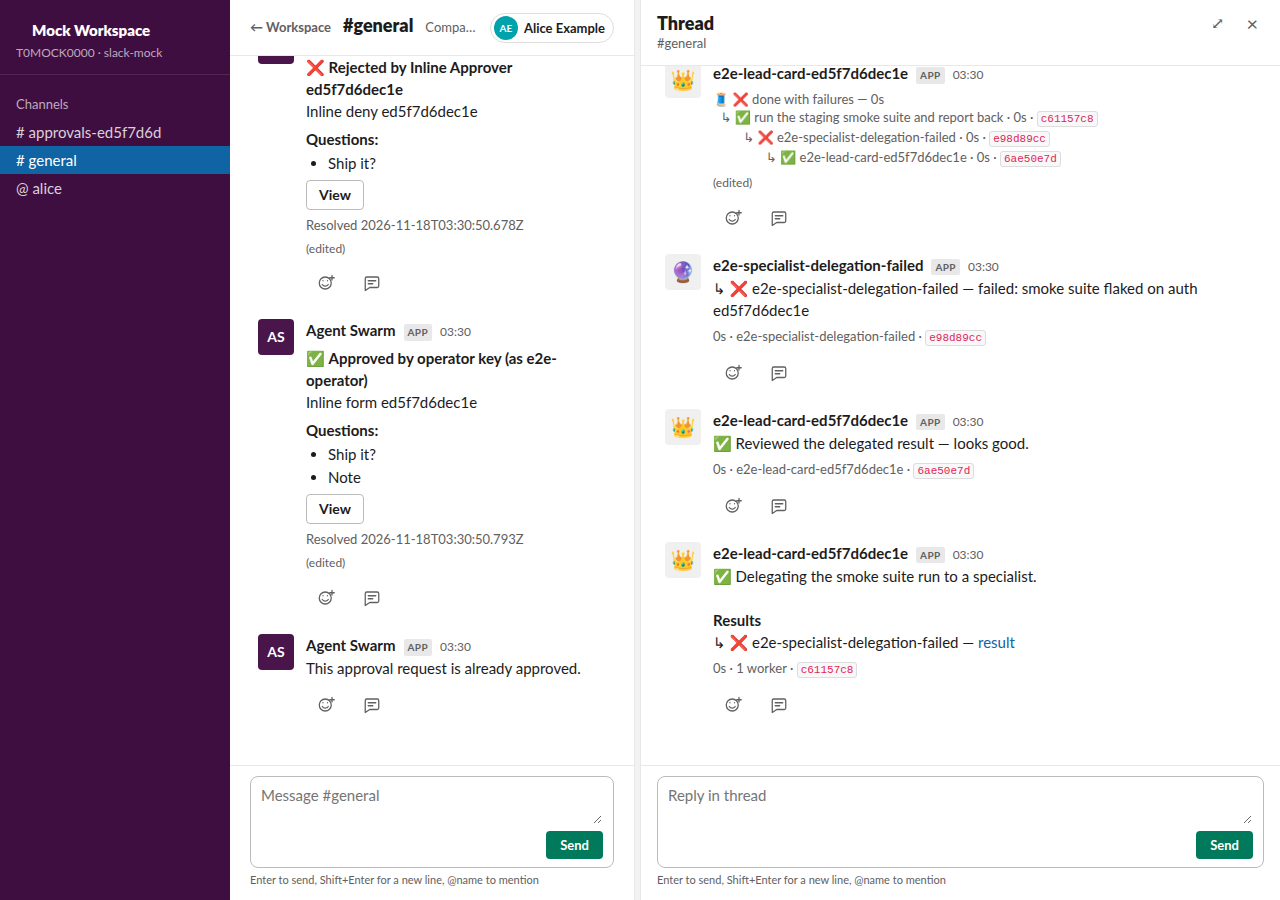 Mock Workspace
T0MOCK0000 · slack-mock
Channels
# approvals-ed5f7d6d
# general
@ alice
← Workspace #general Compa... AE Alice Example
❌ Rejected by Inline Approver
ed5f7d6dec1e
Inline deny ed5f7d6dec1e
Questions:
• Ship it?
View
Resolved 2026-11-18T03:30:50.678Z
(edited)
AS Agent Swarm APP 03:30
✅ Approved by operator key (as e2e-
operator)
Inline form ed5f7d6dec1e
Questions:
• Ship it?
• Note
View
Resolved 2026-11-18T03:30:50.793Z
(edited)
AS Agent Swarm APP 03:30
This approval request is already approved.
Message #general
Send
Enter to send, Shift+Enter for a new line, @name to mention
Thread
#general
e2e-lead-card-ed5f7d6dec1e APP 03:30
🧵 ❌ done with failures — 0s
↳ ✅ run the staging smoke suite and report back · 0s · c61157c8
↳ ❌ e2e-specialist-delegation-failed · 0s · e98d89cc
↳ ✅ e2e-lead-card-ed5f7d6dec1e · 0s · 6ae50e7d
(edited)
e2e-specialist-delegation-failed APP 03:30
↳ ❌ e2e-specialist-delegation-failed — failed: smoke suite flaked on auth
ed5f7d6dec1e
0s · e2e-specialist-delegation-failed · e98d89cc
e2e-lead-card-ed5f7d6dec1e APP 03:30
✅ Reviewed the delegated result — looks good.
0s · e2e-lead-card-ed5f7d6dec1e · 6ae50e7d
e2e-lead-card-ed5f7d6dec1e APP 03:30
✅ Delegating the smoke suite run to a specialist.
Results
↳ ❌ e2e-specialist-delegation-failed — result
0s · 1 worker · c61157c8
Reply in thread
Send
Enter to send, Shift+Enter for a new line, @name to mention